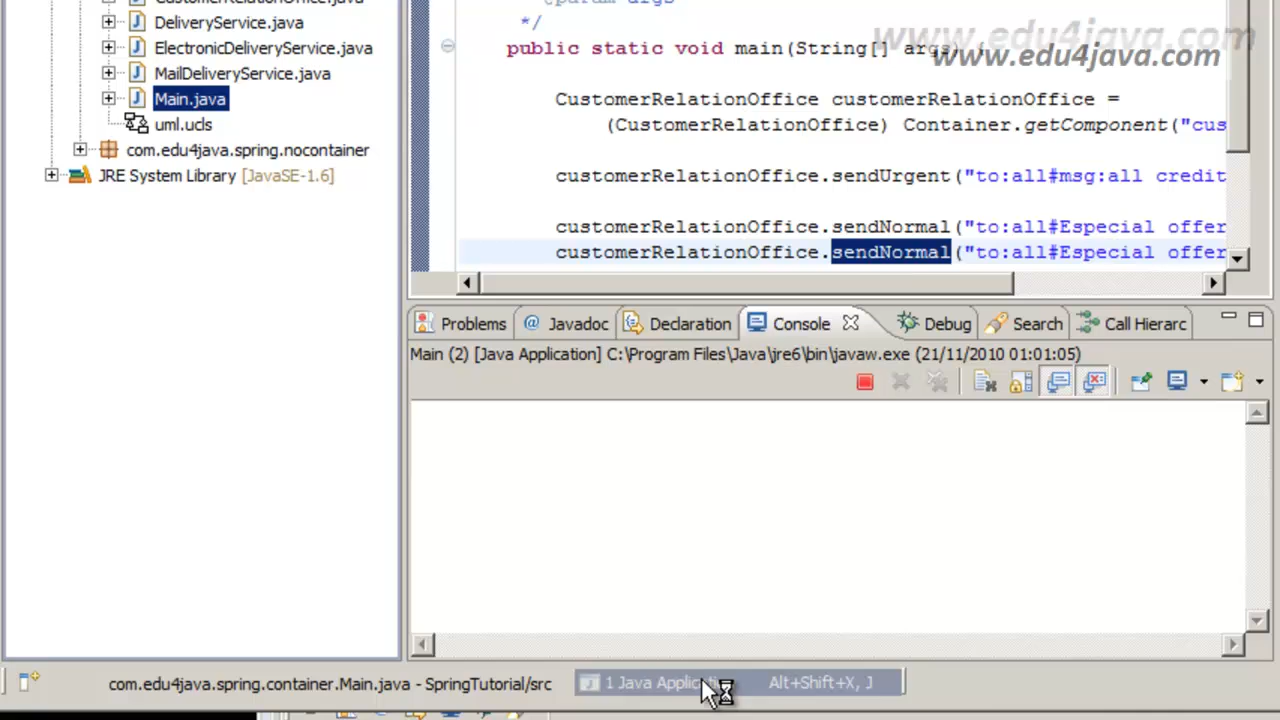 DeliveryService.java
ElectronicDeliveryService.java
MailDeliveryService.java
Main.java
uml.ucls
com.edu4java.spring.nocontainer
JRE System Library [JavaSE-1.6]
*/
public static void main(String[] args) {
www.edu4java.com
www.edu4java.com
CustomerRelationOffice customerRelationOffice =
(CustomerRelationOffice) Container.getComponent("cus
customerRelationOffice.sendUrgent("to:all#msg:all credit
customerRelationOffice.sendNormal("to:all#Especial offer
customerRelationOffice.sendNormal("to:all#Especial offer
Problems @ Javadoc Declaration Console Debug Search Call Hierarc
Main (2) [Java Application] C:\Program Files\Java\jre6\bin\javaw.exe (21/11/2010 01:01:05)
com.edu4java.spring.container.Main.java - SpringTutorial/src
1 Java Applicati Alt+Shift+X, J